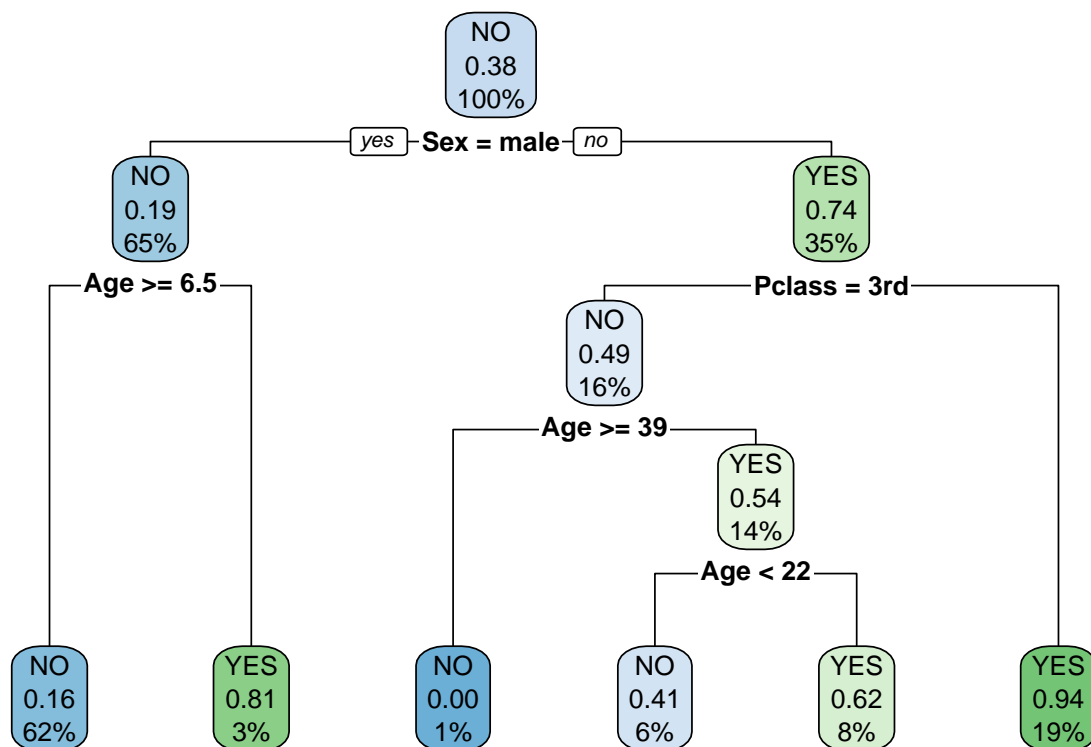 NO
0.38
100%
yes Sex = male no
NO
0.19
65%
YES
0.74
35%
Age >= 6.5
Pclass = 3rd
NO
0.49
16%
Age >= 39
YES
0.54
14%
Age < 22
NO
0.16
62%
YES
0.81
3%
NO
0.00
1%
NO
0.41
6%
YES
0.62
8%
YES
0.94
19%